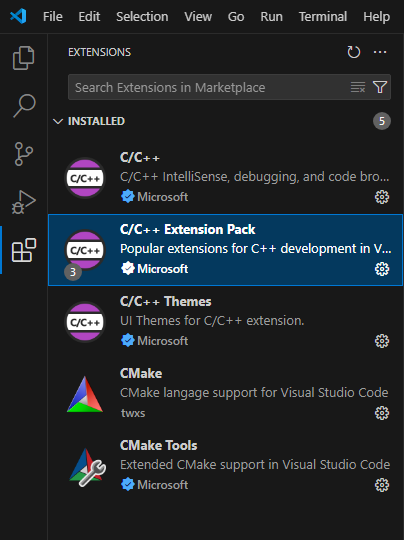 File Edit Selection View Go Run Terminal Help
EXTENSIONS
Search Extensions in Marketplace
INSTALLED 5
C/C++
C/C++
C/C++ IntelliSense, debugging, and code bro...
Microsoft
C/C++
3
C/C++ Extension Pack
Popular extensions for C++ development in V...
Microsoft
C/C++
C/C++ Themes
UI Themes for C/C++ extension.
Microsoft
CMake
CMake langage support for Visual Studio Code
twxs
CMake Tools
Extended CMake support in Visual Studio Code
Microsoft